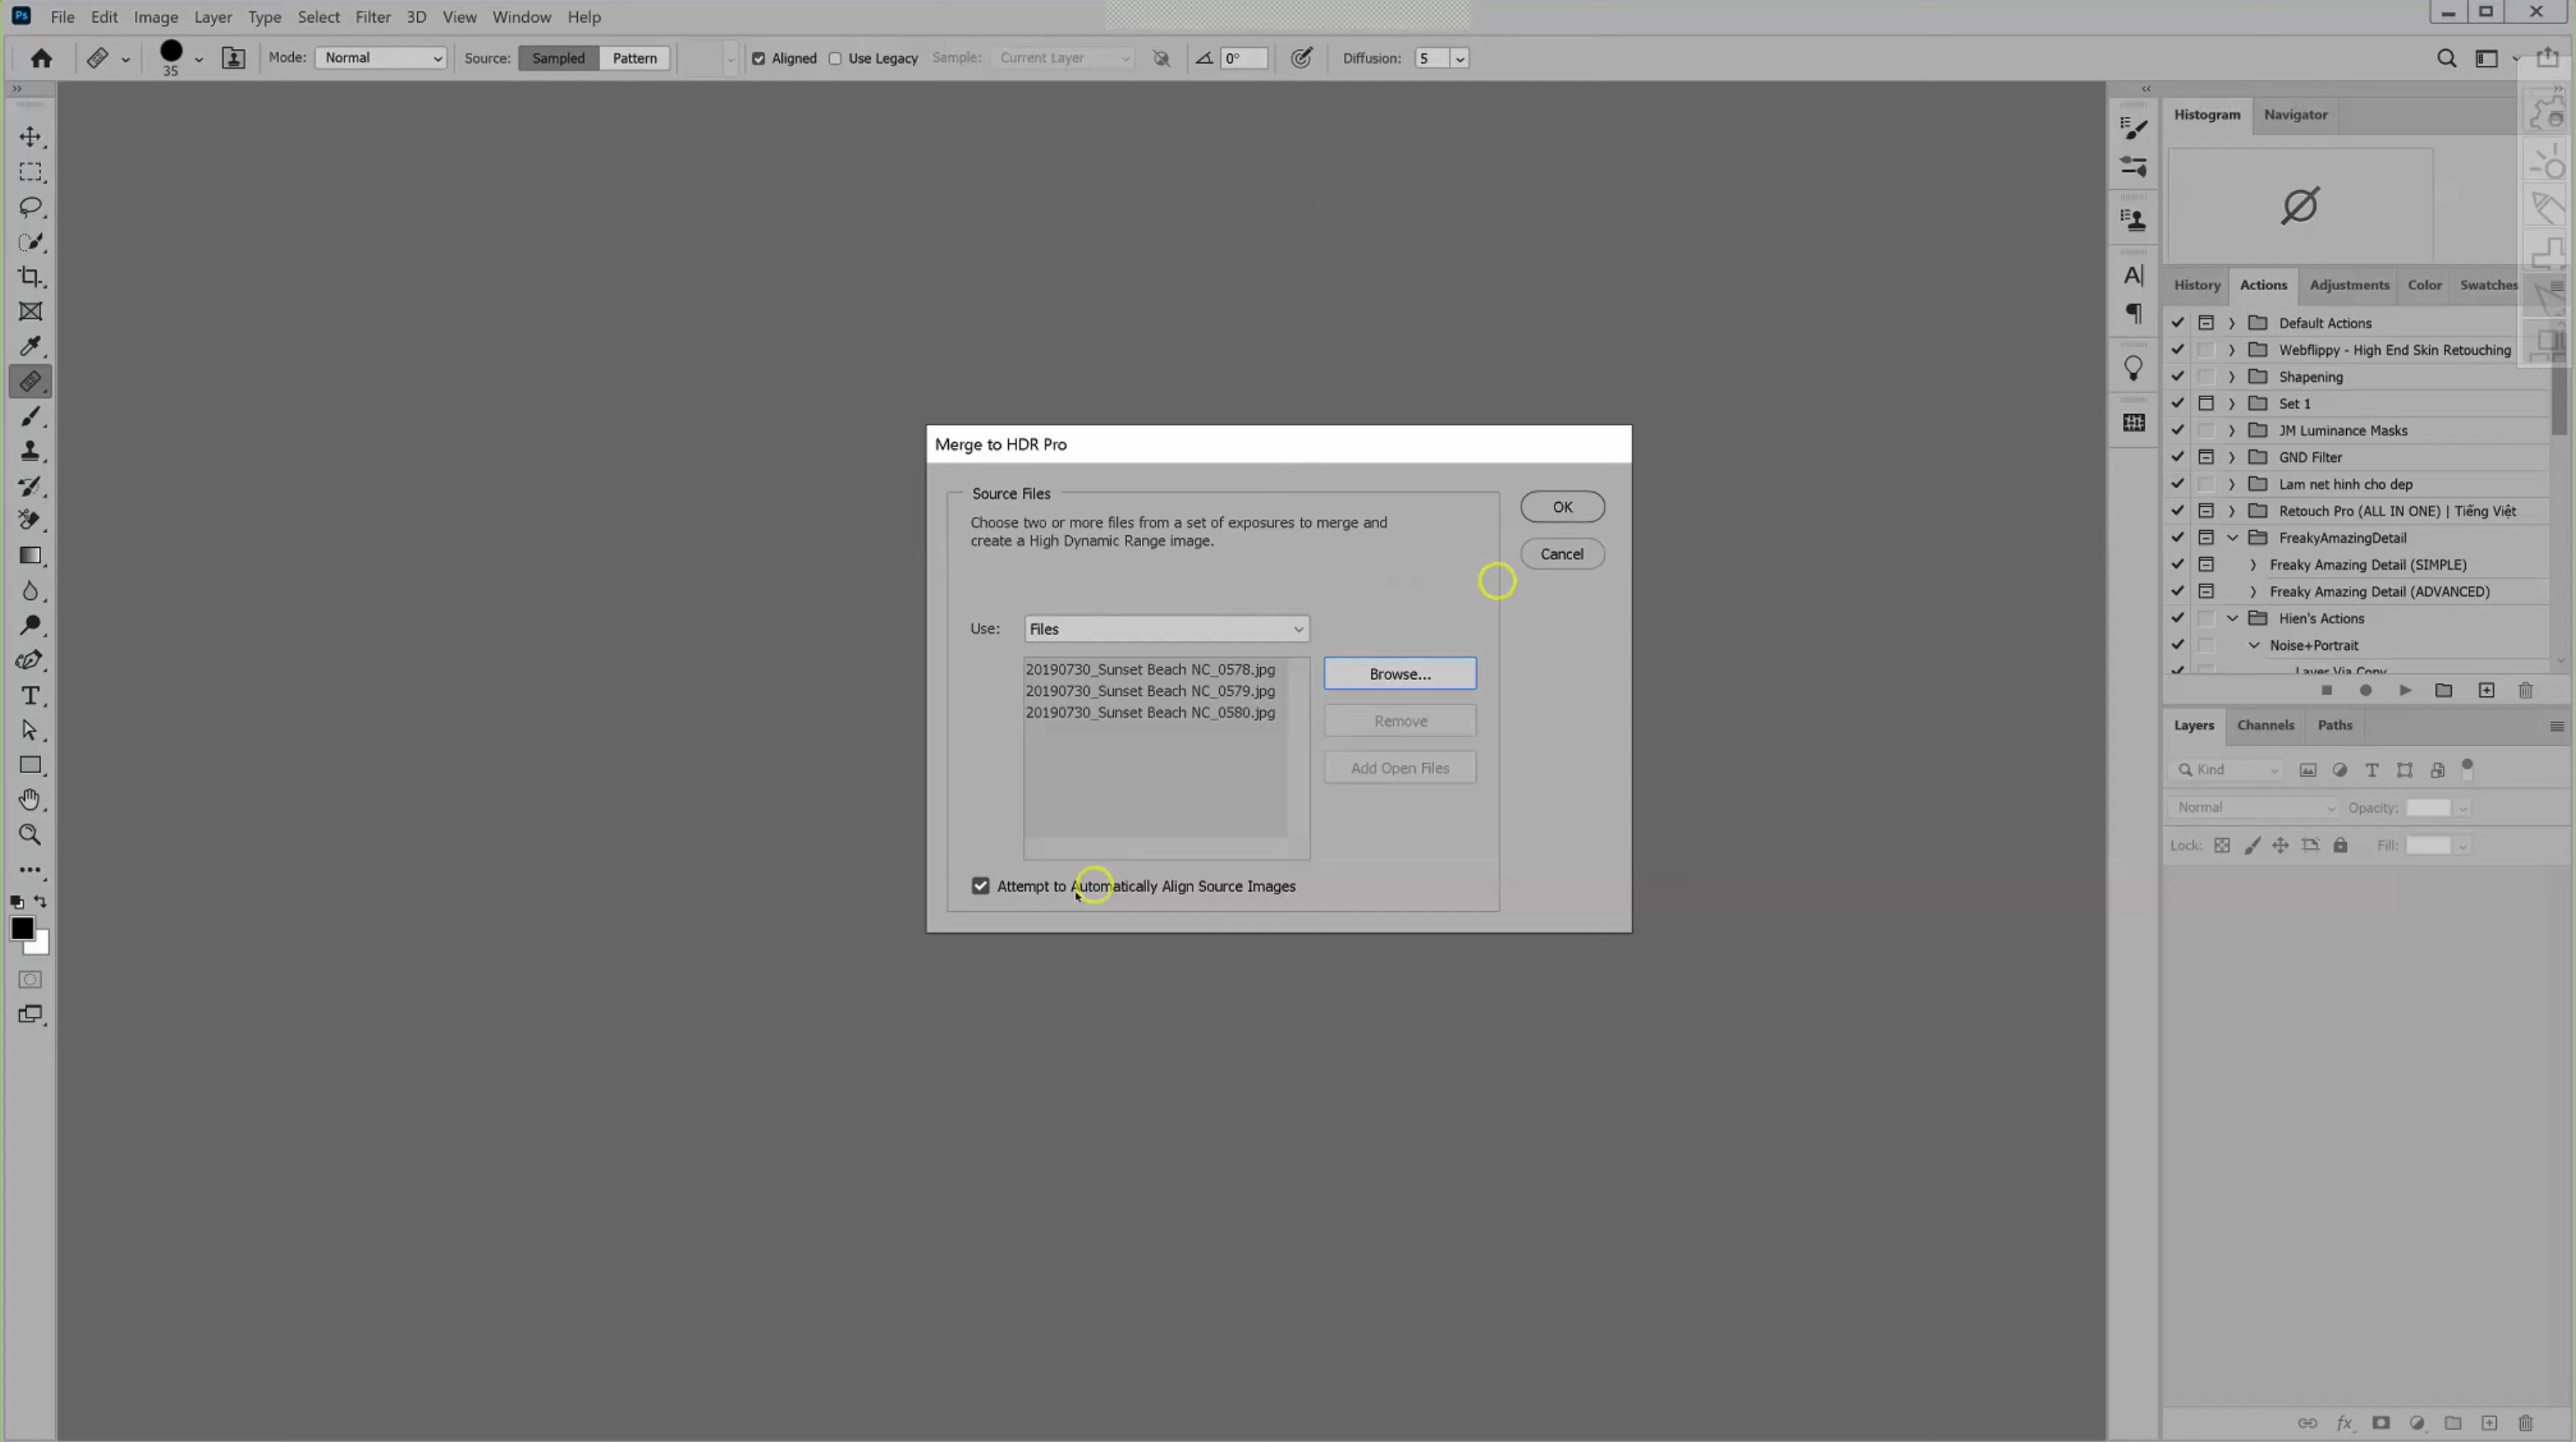 Ps File Edit Image Layer Type Select Filter 3D View Window Help
35 Mode: Normal Source: Sampled Pattern Aligned Use Legacy Sample: Current Layer 0° Diffusion: 5
Histogram Navigator
History Actions Adjustments Color Swatches
Default Actions
Webflippy - High End Skin Retouching
Shapening
Set 1
JM Luminance Masks
GND Filter
Lam net hinh cho dep
Retouch Pro (ALL IN ONE) | Tiếng Việt
FreakyAmazingDetail
Freaky Amazing Detail (SIMPLE)
Freaky Amazing Detail (ADVANCED)
Hien's Actions
Noise+Portrait
Layer Via Copy
Merge to HDR Pro
Source Files
Choose two or more files from a set of exposures to merge and
create a High Dynamic Range image.
OK
Cancel
Use: Files
20190730_Sunset Beach NC_0578.jpg
20190730_Sunset Beach NC_0579.jpg
20190730_Sunset Beach NC_0580.jpg
Browse...
Remove
Add Open Files
Attempt to Automatically Align Source Images
Layers Channels Paths
Kind
Normal Opacity:
Lock: Fill:
fx